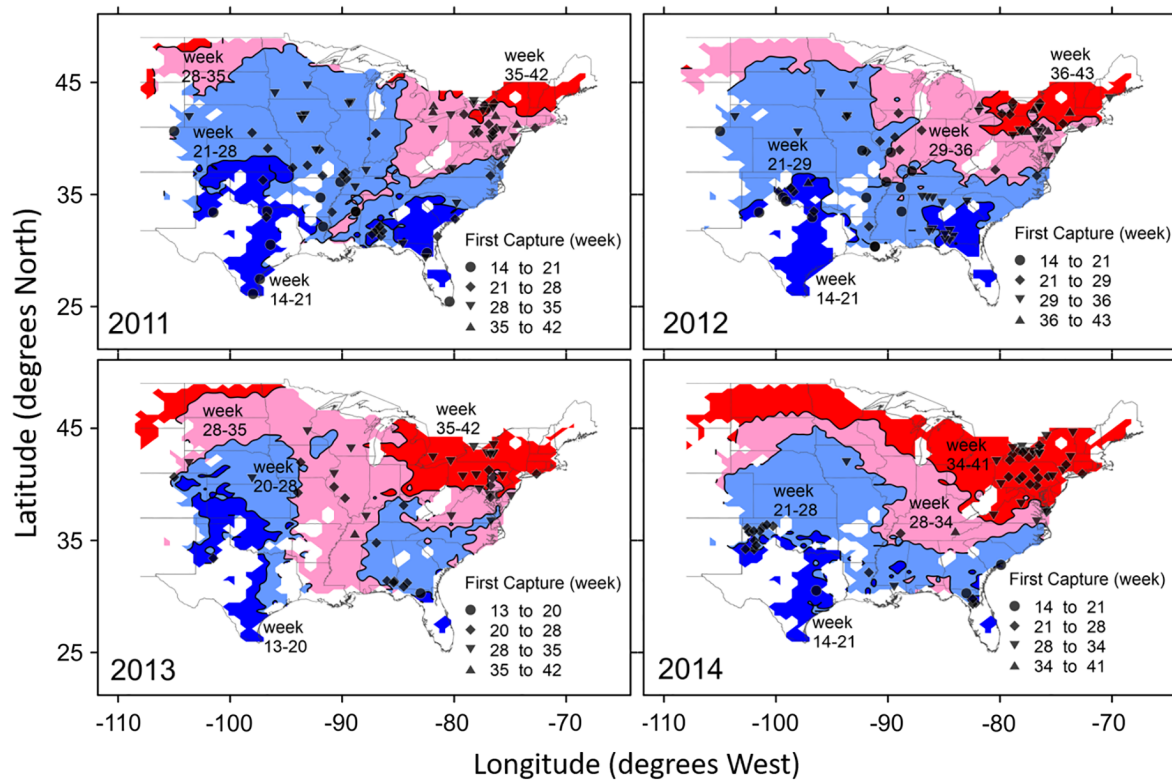 week
28-35
week
35-42
45
week
21-28
35
First Capture (week)
14 to 21
21 to 28
28 to 35
35 to 42
week
14-21
25
2011
week
36-43
week
29-36
week
21-29
First Capture (week)
14 to 21
21 to 29
29 to 36
36 to 43
week
14-21
2012
week
28-35
week
35-42
45
week
20-28
35
First Capture (week)
13 to 20
20 to 28
28 to 35
35 to 42
week
13-20
25
2013
week
34-41
week
21-28
week
28-34
First Capture (week)
14 to 21
21 to 28
28 to 34
34 to 41
week
14-21
2014
-110 -100 -90 -80 -70 -110 -100 -90 -80 -70
Latitude (degrees North)
Longitude (degrees West)